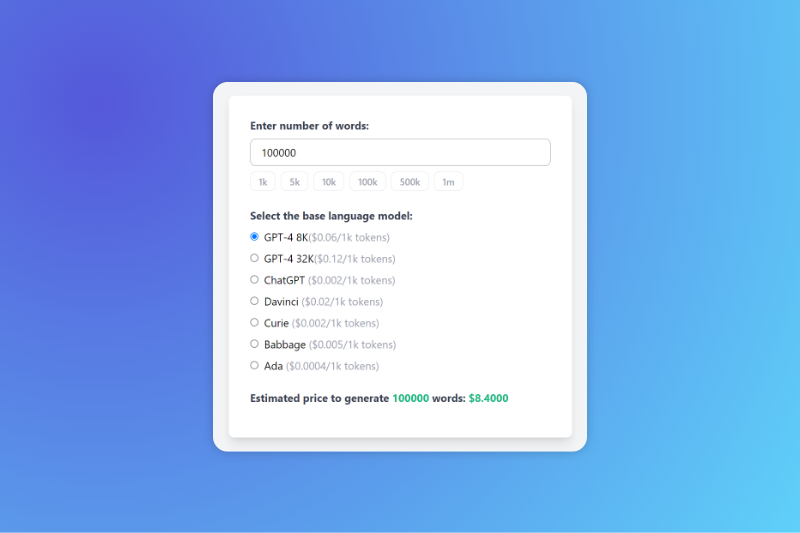 Enter number of words:
100000
1k 5k 10k 100k 500k 1m
Select the base language model:
GPT-4 8K($0.06/1k tokens)
GPT-4 32K($0.12/1k tokens)
ChatGPT ($0.002/1k tokens)
Davinci ($0.02/1k tokens)
Curie ($0.002/1k tokens)
Babbage ($0.005/1k tokens)
Ada ($0.0004/1k tokens)
Estimated price to generate 100000 words: $8.4000